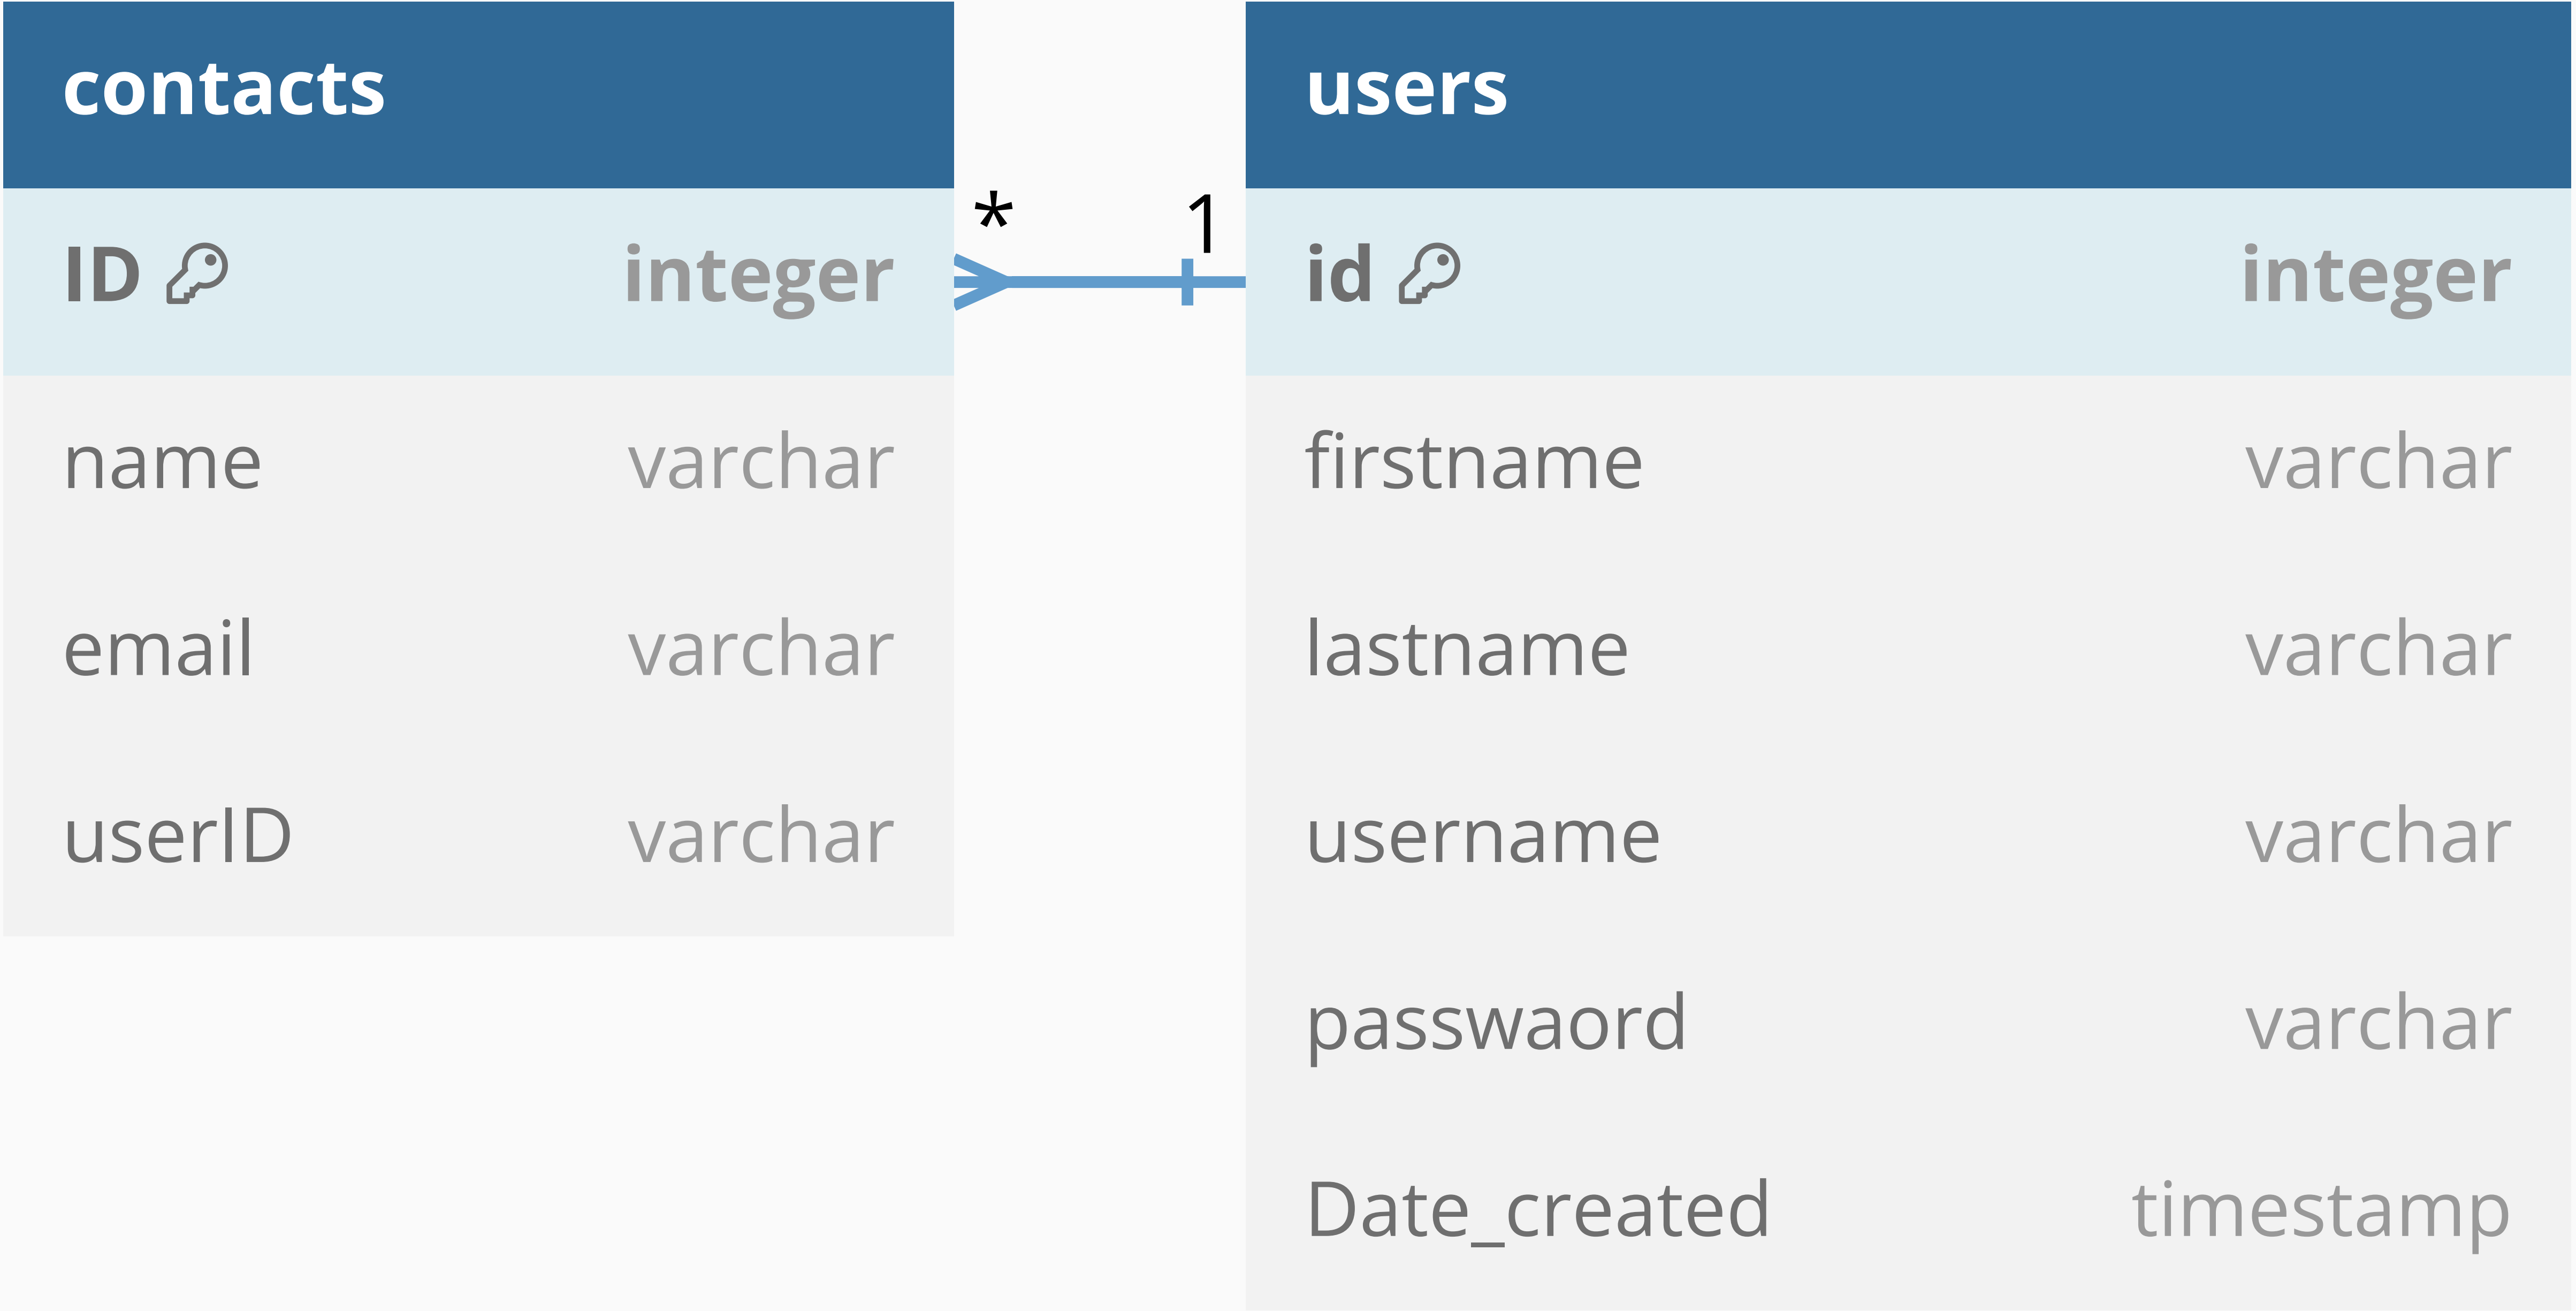 contacts
ID integer
name varchar
email varchar
userID varchar
* 1
users
id integer
firstname varchar
lastname varchar
username varchar
passwaord varchar
Date_created timestamp